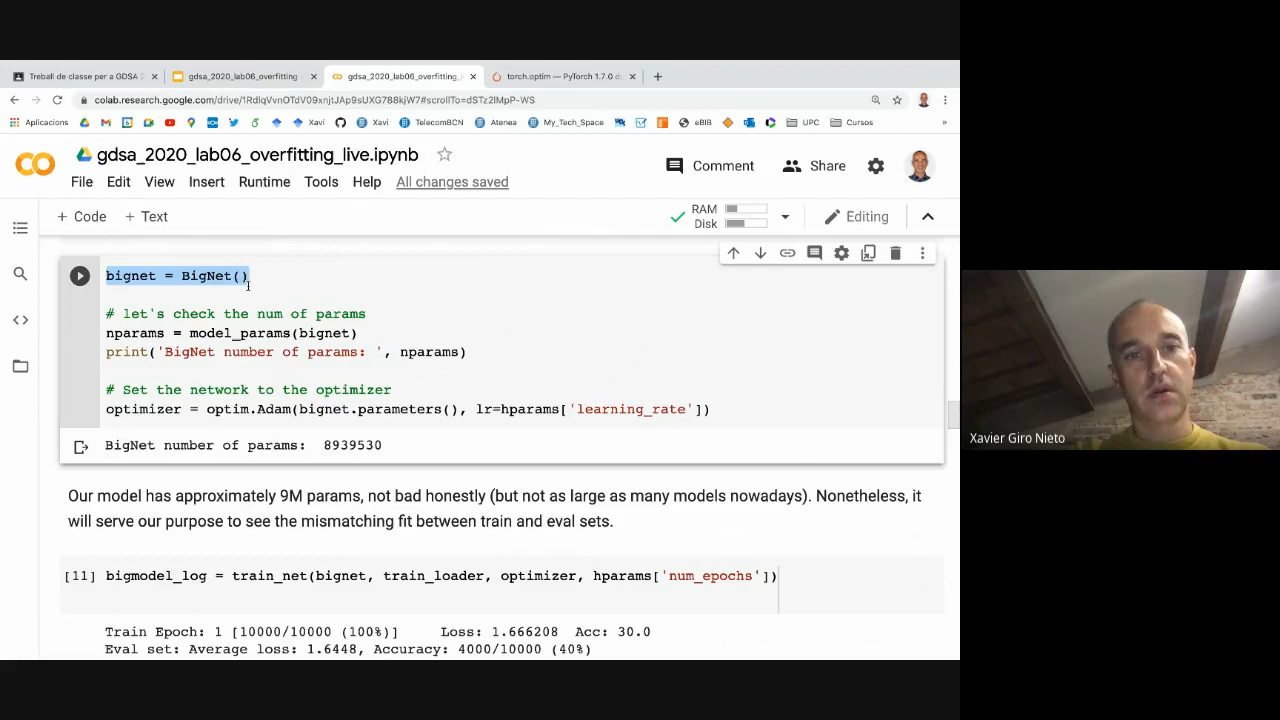 Treball de classe per a GDSA 2
gdsa_2020_lab06_overfitting
gdsa_2020_lab06_overfitting_
torch.optim — PyTorch 1.7.0 d
colab.research.google.com/drive/1RdlqVvnOTdV09xnjtJAp9sUXG788kjW7#scrollTo=dSTz2lMpP-WS
Aplicacions
Xavi
Xavi
TelecomBCN
Atenea
My_Tech_Space
eBIB
UPC
Cursos
»
gdsa_2020_lab06_overfitting_live.ipynb
Comment
Share
File Edit View Insert Runtime Tools Help All changes saved
+ Code + Text
RAM
Disk
Editing
bignet = BigNet()
# let's check the num of params
nparams = model_params(bignet)
print('BigNet number of params: ', nparams)
# Set the network to the optimizer
optimizer = optim.Adam(bignet.parameters(), lr=hparams['learning_rate'])
BigNet number of params: 8939530
Xavier Giro Nieto
Our model has approximately 9M params, not bad honestly (but not as large as many models nowadays). Nonetheless, it
will serve our purpose to see the mismatching fit between train and eval sets.
[11] bigmodel_log = train_net(bignet, train_loader, optimizer, hparams['num_epochs'])
Train Epoch: 1 [10000/10000 (100%)] Loss: 1.666208 Acc: 30.0
Eval set: Average loss: 1.6448, Accuracy: 4000/10000 (40%)